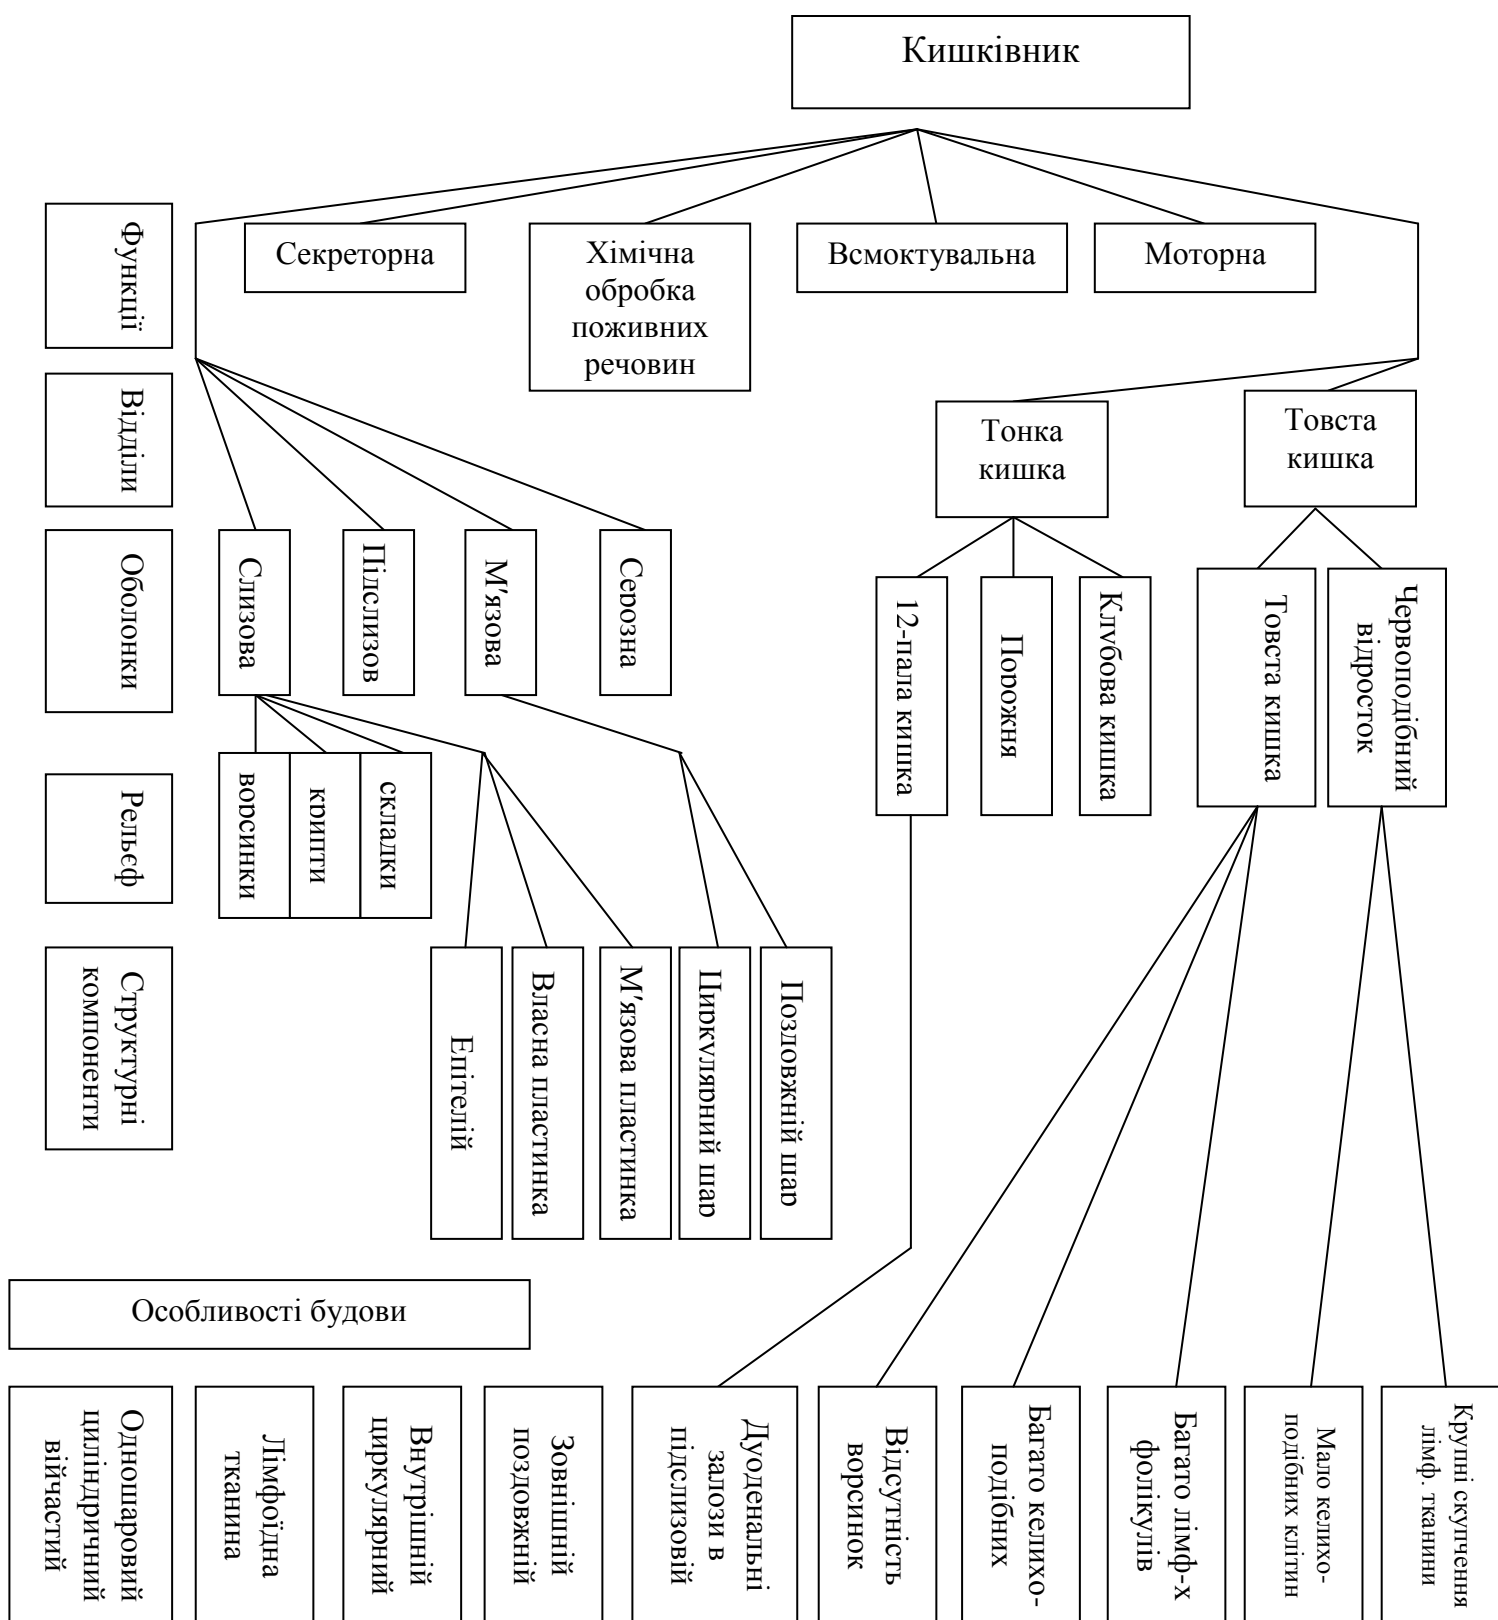 Кишківник
Функції
Секреторна
Хімічна
обробка
поживних
речовин
Всмоктувальна
Моторна
Відділи
Тонка
кишка
Товста
кишка
Оболонки
Слизова
Підслизов
М'язова
Серозна
12-пала кишка
Порожня
Клубова кишка
Товста кишка
Червоподібний
відросток
Рельєф
ворсинки
крипти
складки
Структурні
компоненти
Епітелій
Власна пластинка
М'язова пластинка
Циркулярний шар
Поздовжній шар
Особливості будови
Одношаровий
циліндричний
війчастий
Лімфоїдна
тканина
Внутрішній
циркулярний
Зовнішній
поздовжній
Дуоденальні
залози в
підслизовій
Відсутність
ворсинок
Багато келихо-
подібних
Багато лімф-х
фолікулів
Мало келихо-
подібних клітин
Крупні скупчення
лімф. тканини